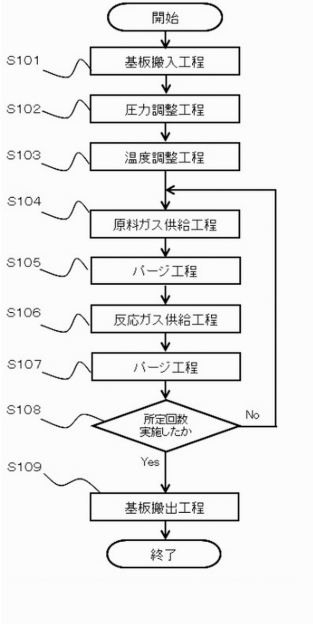 開始
S101
基板搬入工程
S102
圧力調整工程
S103
温度調整工程
S104
原料ガス供給工程
S105
パージ工程
S106
反応ガス供給工程
S107
パージ工程
S108
所定回数
実施したか
No
Yes
S109
基板搬出工程
終了